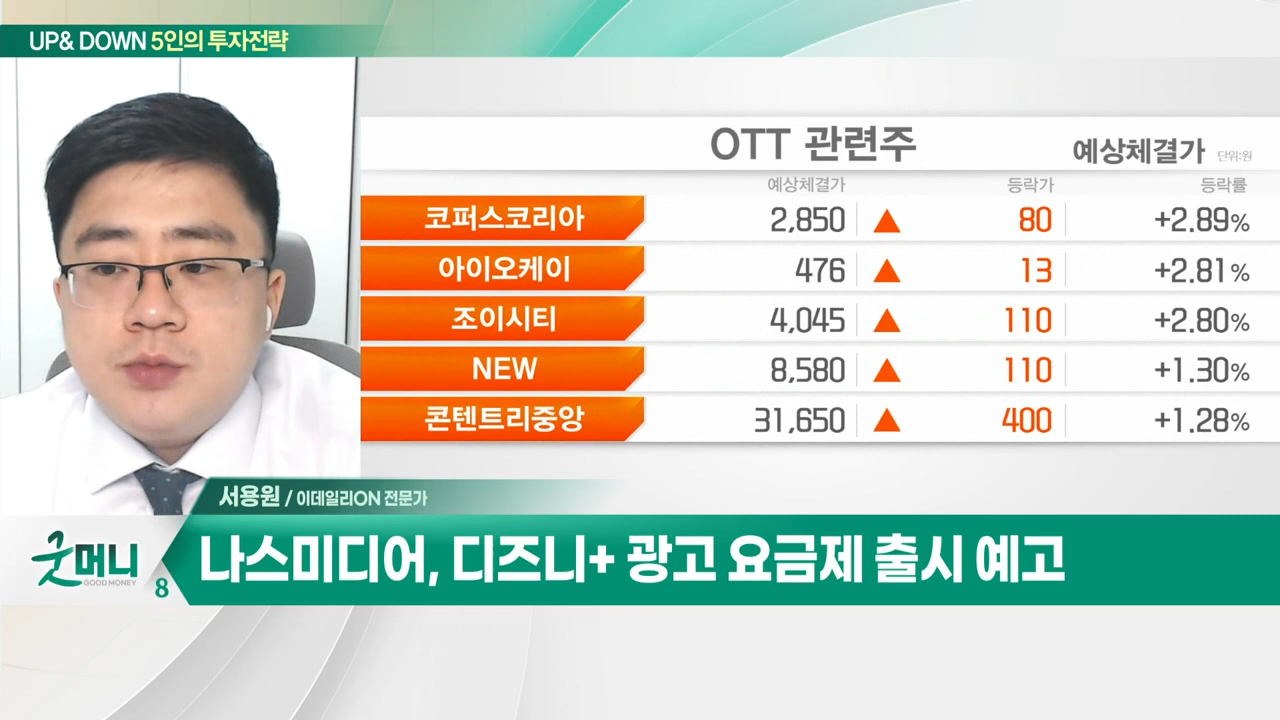 UP& DOWN 5인의 투자전략
OTT 관련주 예상체결가 단위:원
예상체결가 등락가 등락률
코퍼스코리아 2,850 ▲ 80 +2.89%
아이오케이 476 ▲ 13 +2.81%
조이시티 4,045 ▲ 110 +2.80%
NEW 8,580 ▲ 110 +1.30%
콘텐트리중앙 31,650 ▲ 400 +1.28%
서용원 / 이데일리ON 전문가
굿머니
GOOD MONEY
8
나스미디어, 디즈니+ 광고 요금제 출시 예고